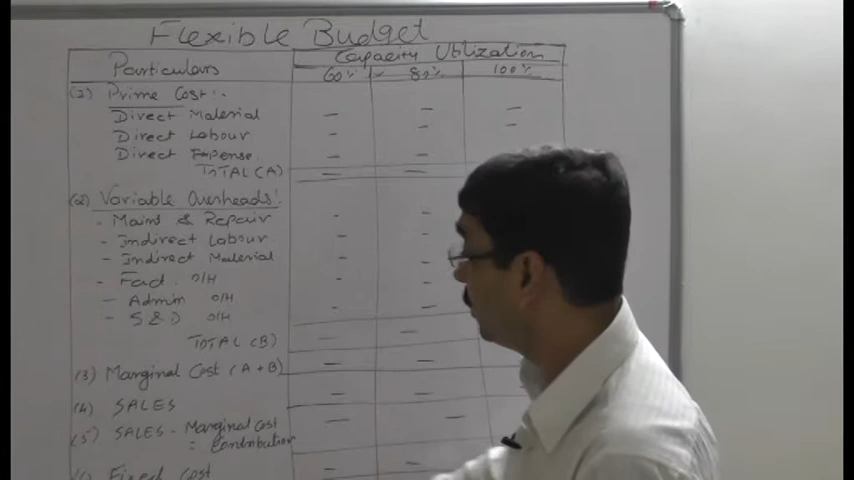 Flexible Budget
Particulars
Capacity Utilization
60% 80% 100%
(1) Prime Cost:-
Direct Material - - -
Direct Labour - - -
Direct Expense - -
TOTAL (A) - -
(2) Variable Overheads:
- Mains & Repair - -
- Indirect Labour - -
- Indirect Material - -
- Fact. O/H - -
- Admin O/H
- S&D O/H - -
TOTAL (B) - -
(3) Marginal Cost (A+B) - -
(4) SALES - -
(5) SALES - Marginal Cost - -
= Contribution
Fixed Cost - -